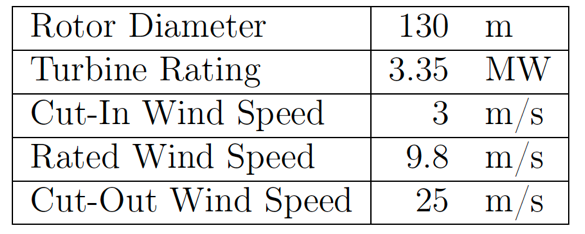 Rotor Diameter 130 m
Turbine Rating 3.35 MW
Cut-In Wind Speed 3 m/s
Rated Wind Speed 9.8 m/s
Cut-Out Wind Speed 25 m/s